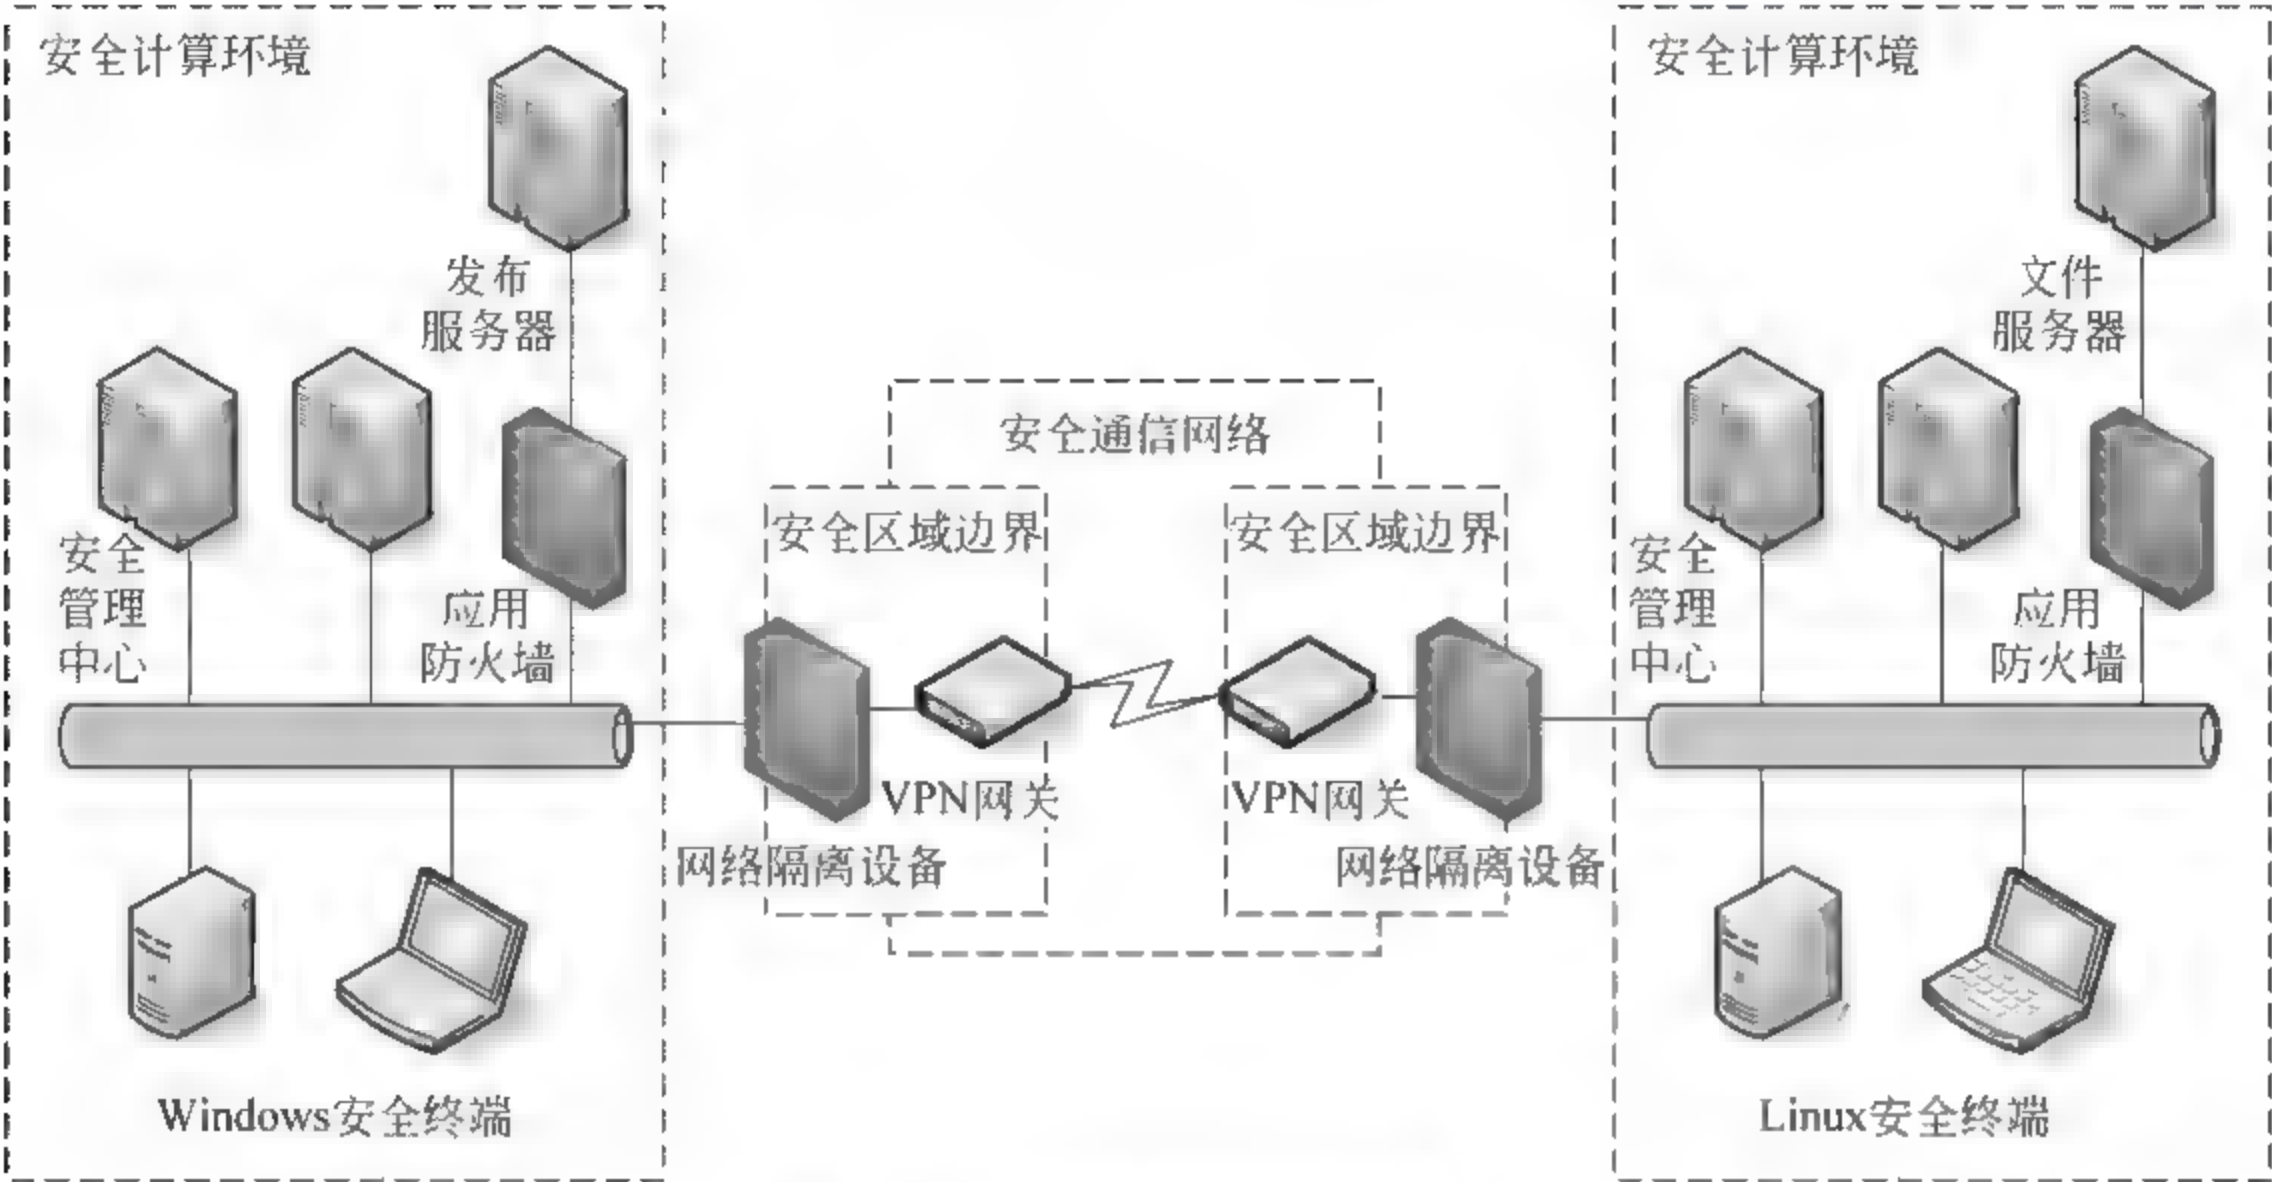 安全计算环境
发布
服务器
安全
管理
中心
应用
防火墙
Windows安全终端
安全通信网络
安全区域边界
VPN网关
网络隔离设备
安全区域边界
VPN网关
网络隔离设备
安全计算环境
文件
服务器
安全
管理
中心
应用
防火墙
Linux安全终端